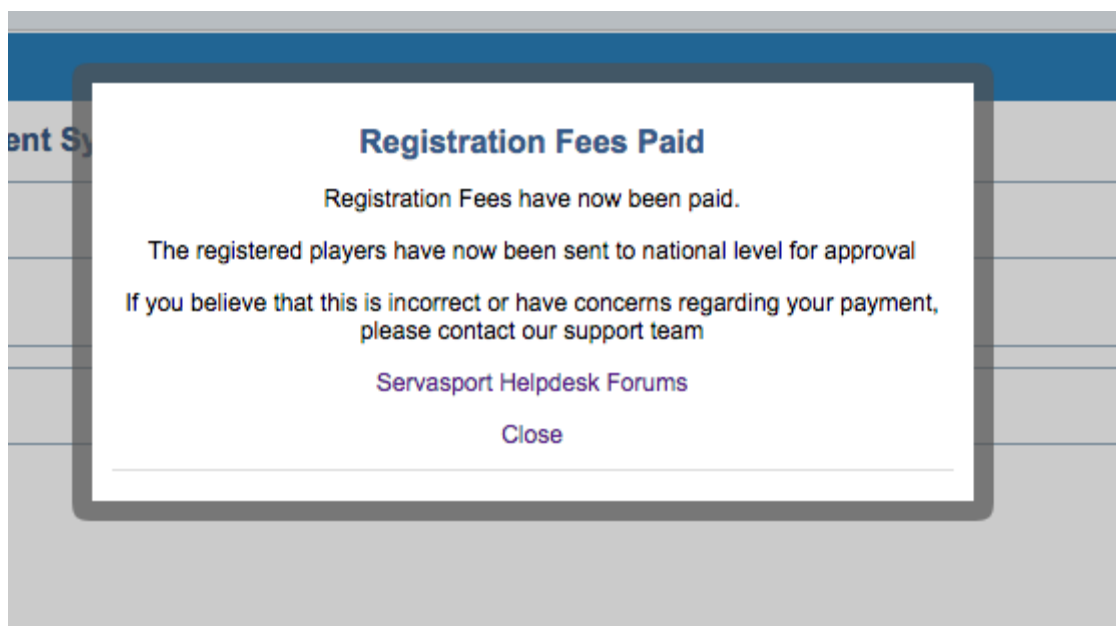 ent Sy
Registration Fees Paid
Registration Fees have now been paid.
The registered players have now been sent to national level for approval
If you believe that this is incorrect or have concerns regarding your payment,
please contact our support team
Servasport Helpdesk Forums
Close